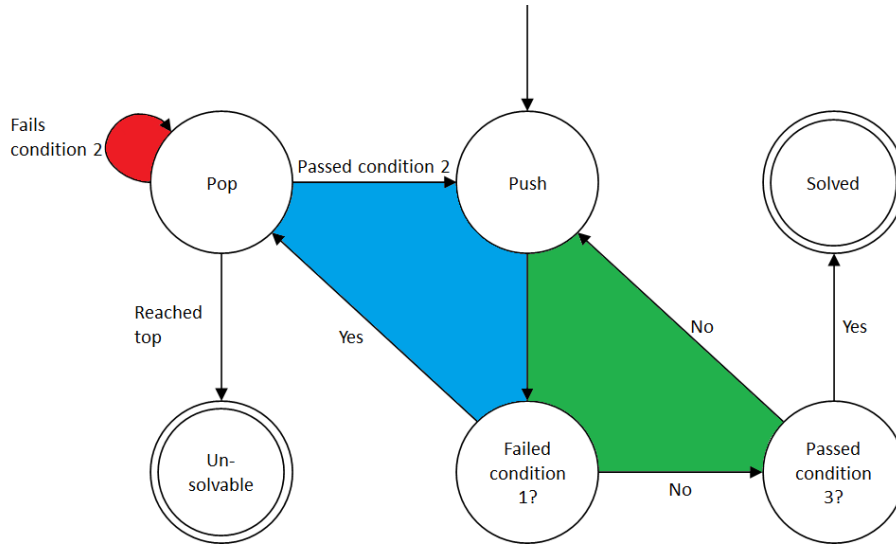 Fails
condition 2
Pop
Passed condition 2
Push
Solved
Reached
top
Yes
No
Yes
Un-
solvable
Failed
condition
1?
No
Passed
condition
3?